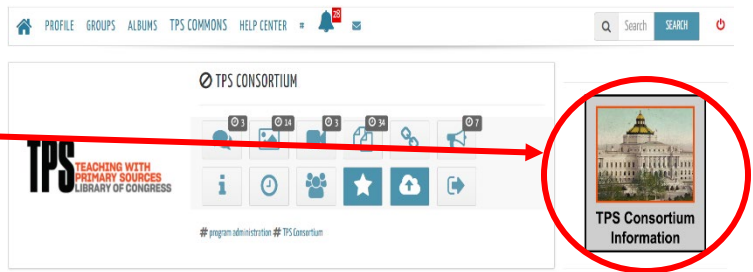 PROFILE GROUPS ALBUMS TPS COMMONS HELP CENTER 28 Search SEARCH
TPS CONSORTIUM
3 14 3 34 7
TPS TEACHING WITH
PRIMARY SOURCES
LIBRARY OF CONGRESS
# program administration # TPS Consortium
TPS Consortium
Information